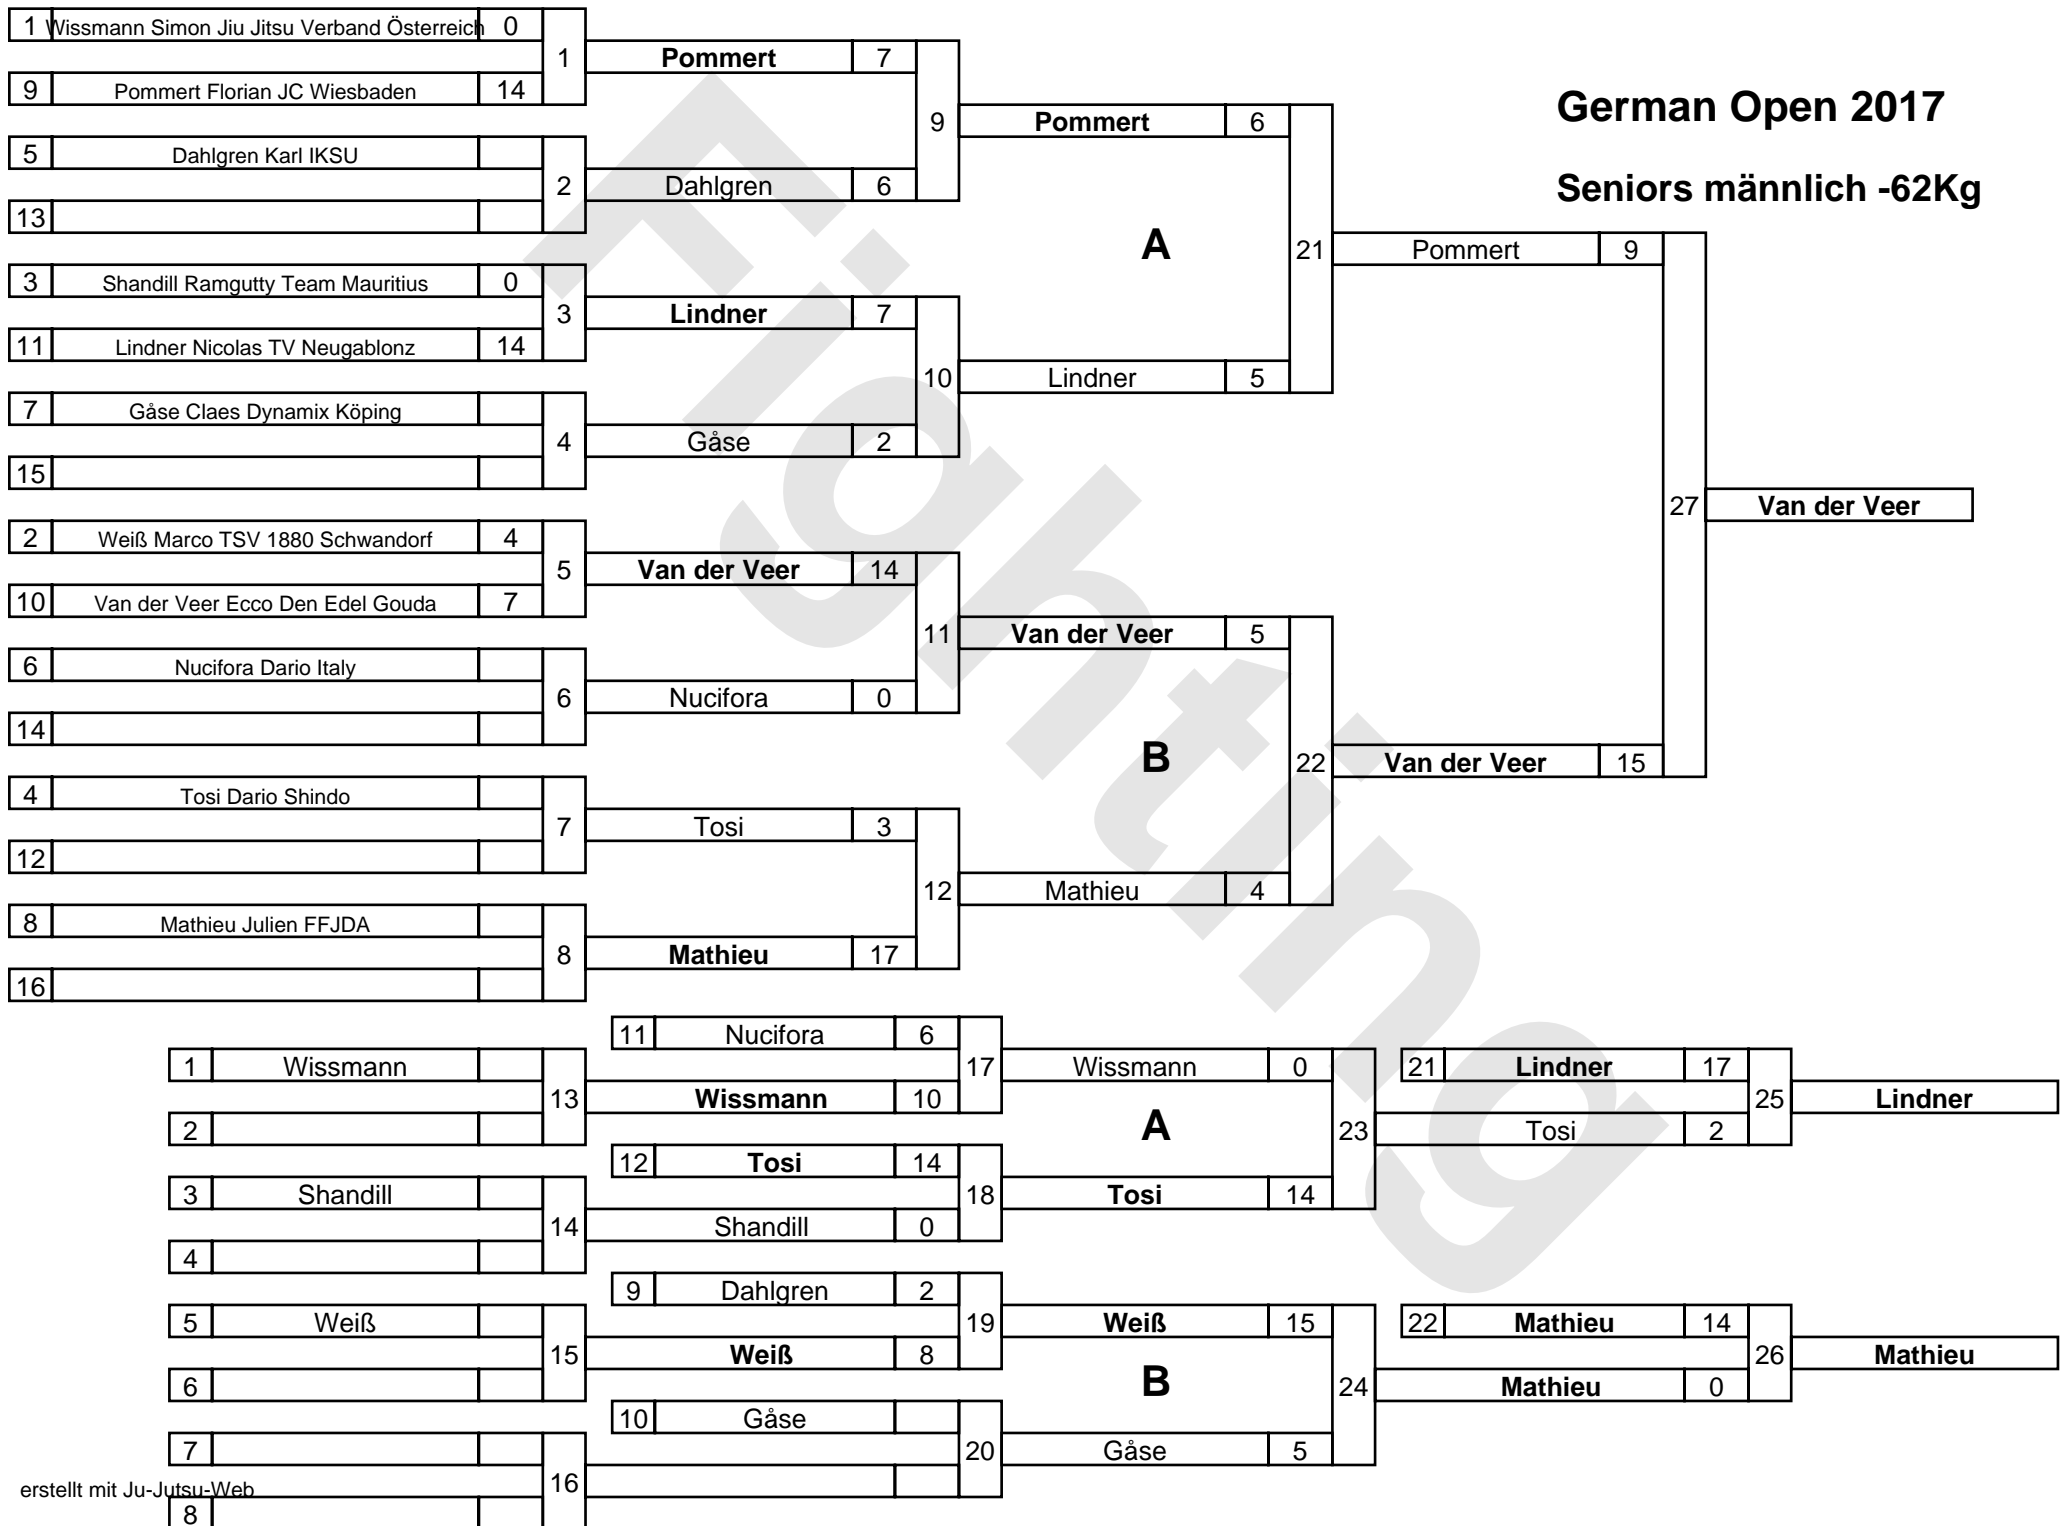 German Open 2017
Seniors männlich -62Kg
1 Wissmann Simon Jiu Jitsu Verband Österreich 0
9 Pommert Florian JC Wiesbaden 14
1
5 Dahlgren Karl IKSU
13
2
3 Shandill Ramgutty Team Mauritius 0
11 Lindner Nicolas TV Neugablonz 14
3
7 Gåse Claes Dynamix Köping
15
4
2 Weiß Marco TSV 1880 Schwandorf 4
10 Van der Veer Ecco Den Edel Gouda 7
5
6 Nucifora Dario Italy
14
6
4 Tosi Dario Shindo
12
7
8 Mathieu Julien FFJDA
16
8
Pommert 7
Dahlgren 6
9
Lindner 7
Gåse 2
10
Van der Veer 14
Nucifora 0
11
Tosi 3
Mathieu 17
12
Pommert 6
A
Lindner 5
21
Van der Veer 5
B
Mathieu 4
22
Pommert 9
Van der Veer 15
27
Van der Veer
1 Wissmann
2
13
3 Shandill
4
14
5 Weiß
6
15
7
8
16
11 Nucifora 6
Wissmann 10
17
12 Tosi 14
Shandill 0
18
9 Dahlgren 2
Weiß 8
19
10 Gåse
20
Wissmann 0
A
Tosi 14
23
Weiß 15
B
Gåse 5
24
21 Lindner 17
Tosi 2
25
Lindner
22 Mathieu 14
Mathieu 0
26
Mathieu
erstellt mit Ju-Jutsu-Web
Fighting